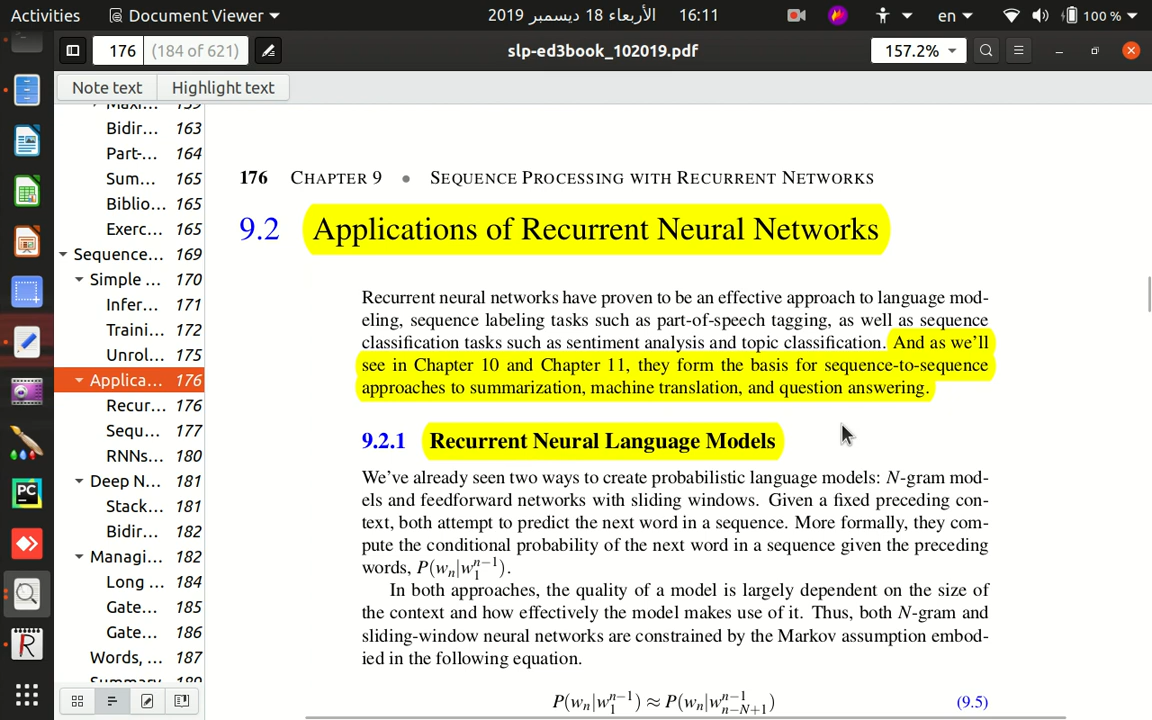 Activities Document Viewer الأربعاء 18 ديسمبر 2019 16:11 en 100 %
176 (184 of 621) slp-ed3book_102019.pdf 157.2%
Note text Highlight text
Maxi... 159
Bidir... 163
Part-... 164
Sum... 165
Biblio... 165
Exerc... 165
Sequence... 169
Simple ... 170
Infer... 171
Traini... 172
Unrol... 175
Applica... 176
Recur... 176
Sequ... 177
RNNs... 180
Deep N... 181
Stack... 181
Bidir... 182
Managi... 182
Long ... 184
Gate... 185
Gate... 186
Words, ... 187
Summary 189
176 CHAPTER 9 • SEQUENCE PROCESSING WITH RECURRENT NETWORKS
9.2 Applications of Recurrent Neural Networks
Recurrent neural networks have proven to be an effective approach to language mod-
eling, sequence labeling tasks such as part-of-speech tagging, as well as sequence
classification tasks such as sentiment analysis and topic classification. And as we'll
see in Chapter 10 and Chapter 11, they form the basis for sequence-to-sequence
approaches to summarization, machine translation, and question answering.
9.2.1 Recurrent Neural Language Models
We've already seen two ways to create probabilistic language models: N-gram mod-
els and feedforward networks with sliding windows. Given a fixed preceding con-
text, both attempt to predict the next word in a sequence. More formally, they com-
pute the conditional probability of the next word in a sequence given the preceding
words, P(wₙ|w₁ⁿ⁻¹).
In both approaches, the quality of a model is largely dependent on the size of
the context and how effectively the model makes use of it. Thus, both N-gram and
sliding-window neural networks are constrained by the Markov assumption embod-
ied in the following equation.
P(w_n|w_1^{n-1}) ≈ P(w_n|w_{n-N+1}^{n-1}) (9.5)
PC
R